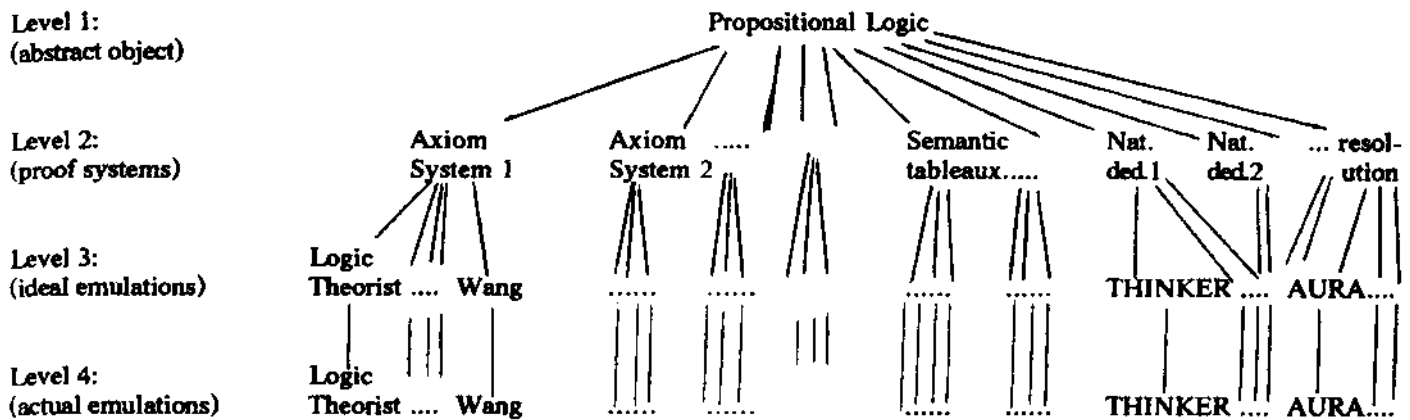 Level 1: Propositional Logic
(abstract object)
Level 2: Axiom Axiom ..... Semantic Nat. Nat. ... resol-
(proof systems) System 1 System 2 tableaux..... ded.1 ded.2 ution
Level 3: Logic
(ideal emulations) Theorist .... Wang ...... ...... ...... ...... THINKER .... AURA....
Level 4: Logic
(actual emulations) Theorist .... Wang ...... ...... ...... ...... THINKER .... AURA....